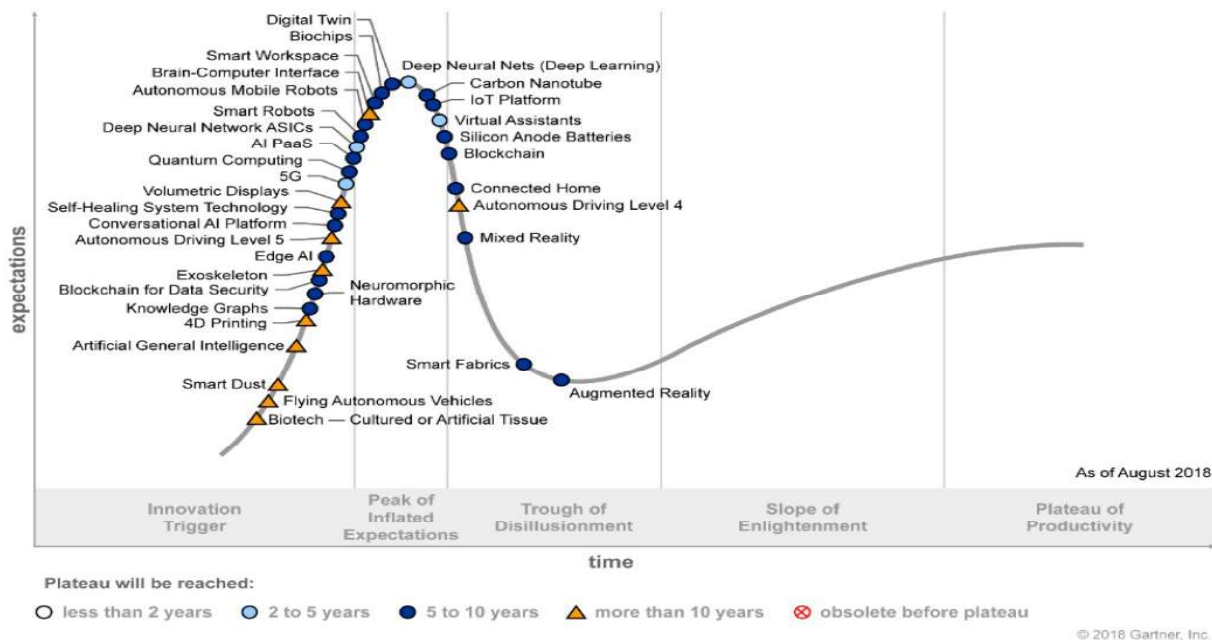 Digital Twin
Biochips
Smart Workspace
Brain-Computer Interface
Autonomous Mobile Robots
Smart Robots
Deep Neural Network ASICs
AI PaaS
Quantum Computing
5G
Volumetric Displays
Self-Healing System Technology
Conversational AI Platform
Autonomous Driving Level 5
Edge AI
Exoskeleton
Blockchain for Data Security
Neuromorphic
Hardware
Knowledge Graphs
4D Printing
Artificial General Intelligence
Smart Dust
Flying Autonomous Vehicles
Biotech — Cultured or Artificial Tissue
Deep Neural Nets (Deep Learning)
Carbon Nanotube
IoT Platform
Virtual Assistants
Silicon Anode Batteries
Blockchain
Connected Home
Autonomous Driving Level 4
Mixed Reality
Smart Fabrics
Augmented Reality
expectations
As of August 2018
Innovation
Trigger
Peak of
Inflated
Expectations
Trough of
Disillusionment
Slope of
Enlightenment
Plateau of
Productivity
time
Plateau will be reached:
less than 2 years
2 to 5 years
5 to 10 years
more than 10 years
obsolete before plateau
© 2018 Gartner, Inc.